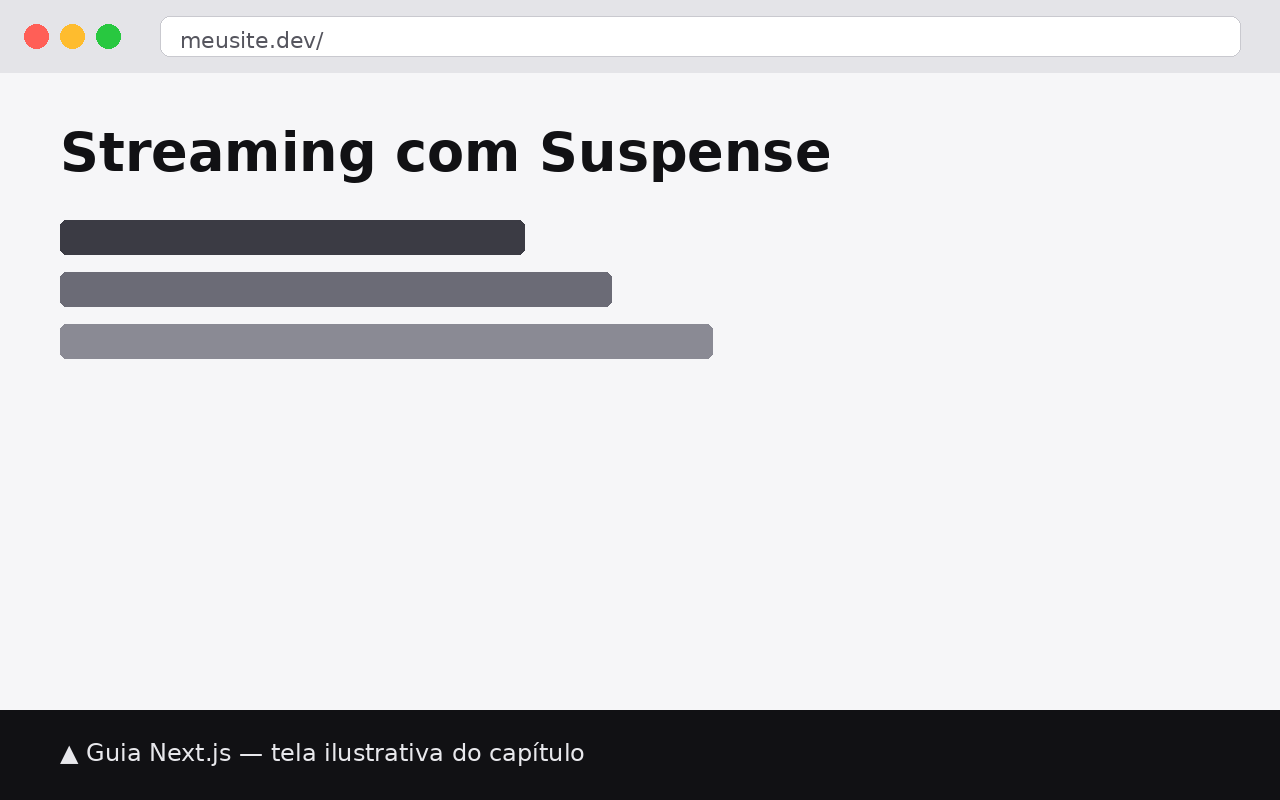 meusite.dev/
Streaming com Suspense
▲ Guia Next.js — tela ilustrativa do capítulo